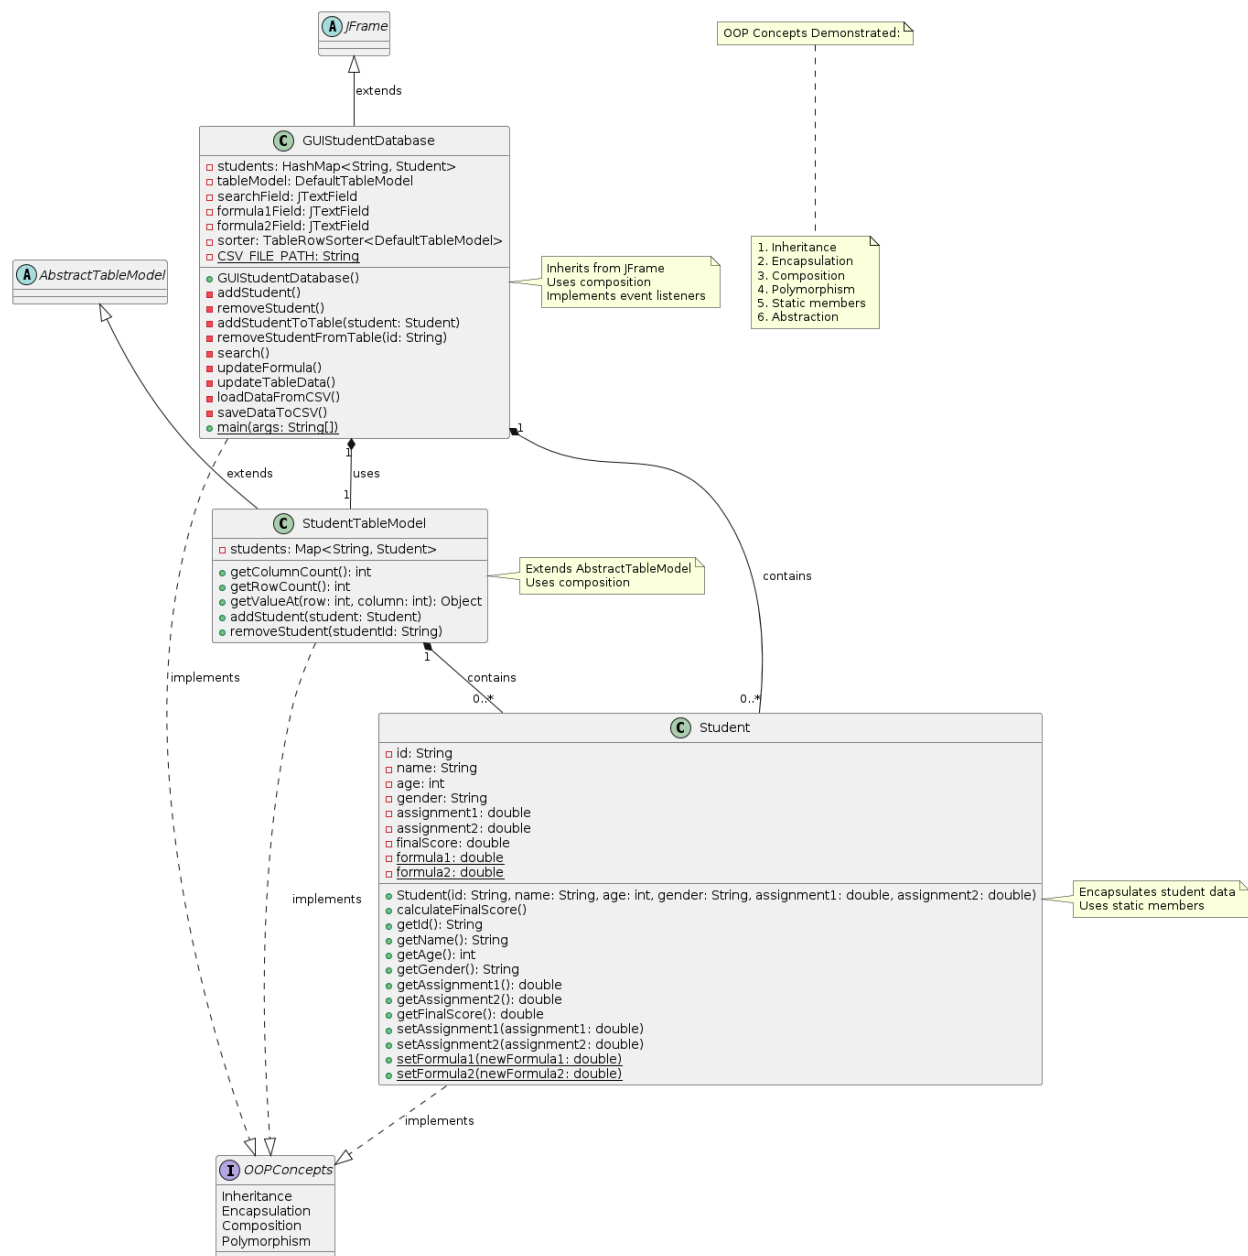 A JFrame
OOP Concepts Demonstrated:
extends
C GUIStudentDatabase
students: HashMap<String, Student>
tableModel: DefaultTableModel
searchField: JTextField
formula1Field: JTextField
formula2Field: JTextField
sorter: TableRowSorter<DefaultTableModel>
CSV_FILE_PATH: String
GUIStudentDatabase()
addStudent()
removeStudent()
addStudentToTable(student: Student)
removeStudentFromTable(id: String)
search()
updateFormula()
updateTableData()
loadDataFromCSV()
saveDataToCSV()
main(args: String[])
1. Inheritance
2. Encapsulation
3. Composition
4. Polymorphism
5. Static members
6. Abstraction
A AbstractTableModel
Inherits from JFrame
Uses composition
Implements event listeners
1
1
extends
uses
1
C StudentTableModel
students: Map<String, Student>
getColumnCount(): int
getRowCount(): int
getValueAt(row: int, column: int): Object
addStudent(student: Student)
removeStudent(studentId: String)
Extends AbstractTableModel
Uses composition
contains
1
implements
contains
0..*
0..*
C Student
id: String
name: String
age: int
gender: String
assignment1: double
assignment2: double
finalScore: double
formula1: double
formula2: double
Student(id: String, name: String, age: int, gender: String, assignment1: double, assignment2: double)
calculateFinalScore()
getId(): String
getName(): String
getAge(): int
getGender(): String
getAssignment1(): double
getAssignment2(): double
getFinalScore(): double
setAssignment1(assignment1: double)
setAssignment2(assignment2: double)
setFormula1(newFormula1: double)
setFormula2(newFormula2: double)
Encapsulates student data
Uses static members
implements
implements
I OOPConcepts
Inheritance
Encapsulation
Composition
Polymorphism